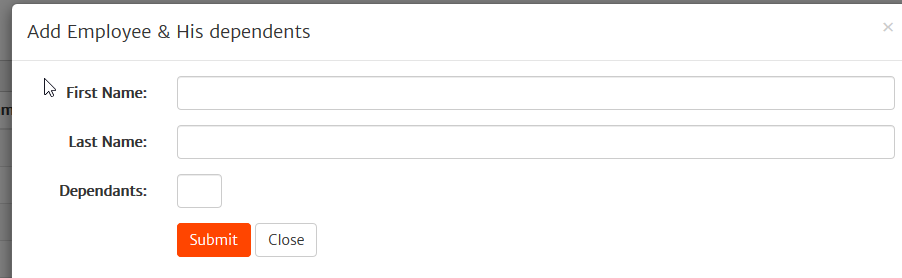 Add Employee & His dependents ×
First Name:
m
Last Name:
Dependants:
Submit Close